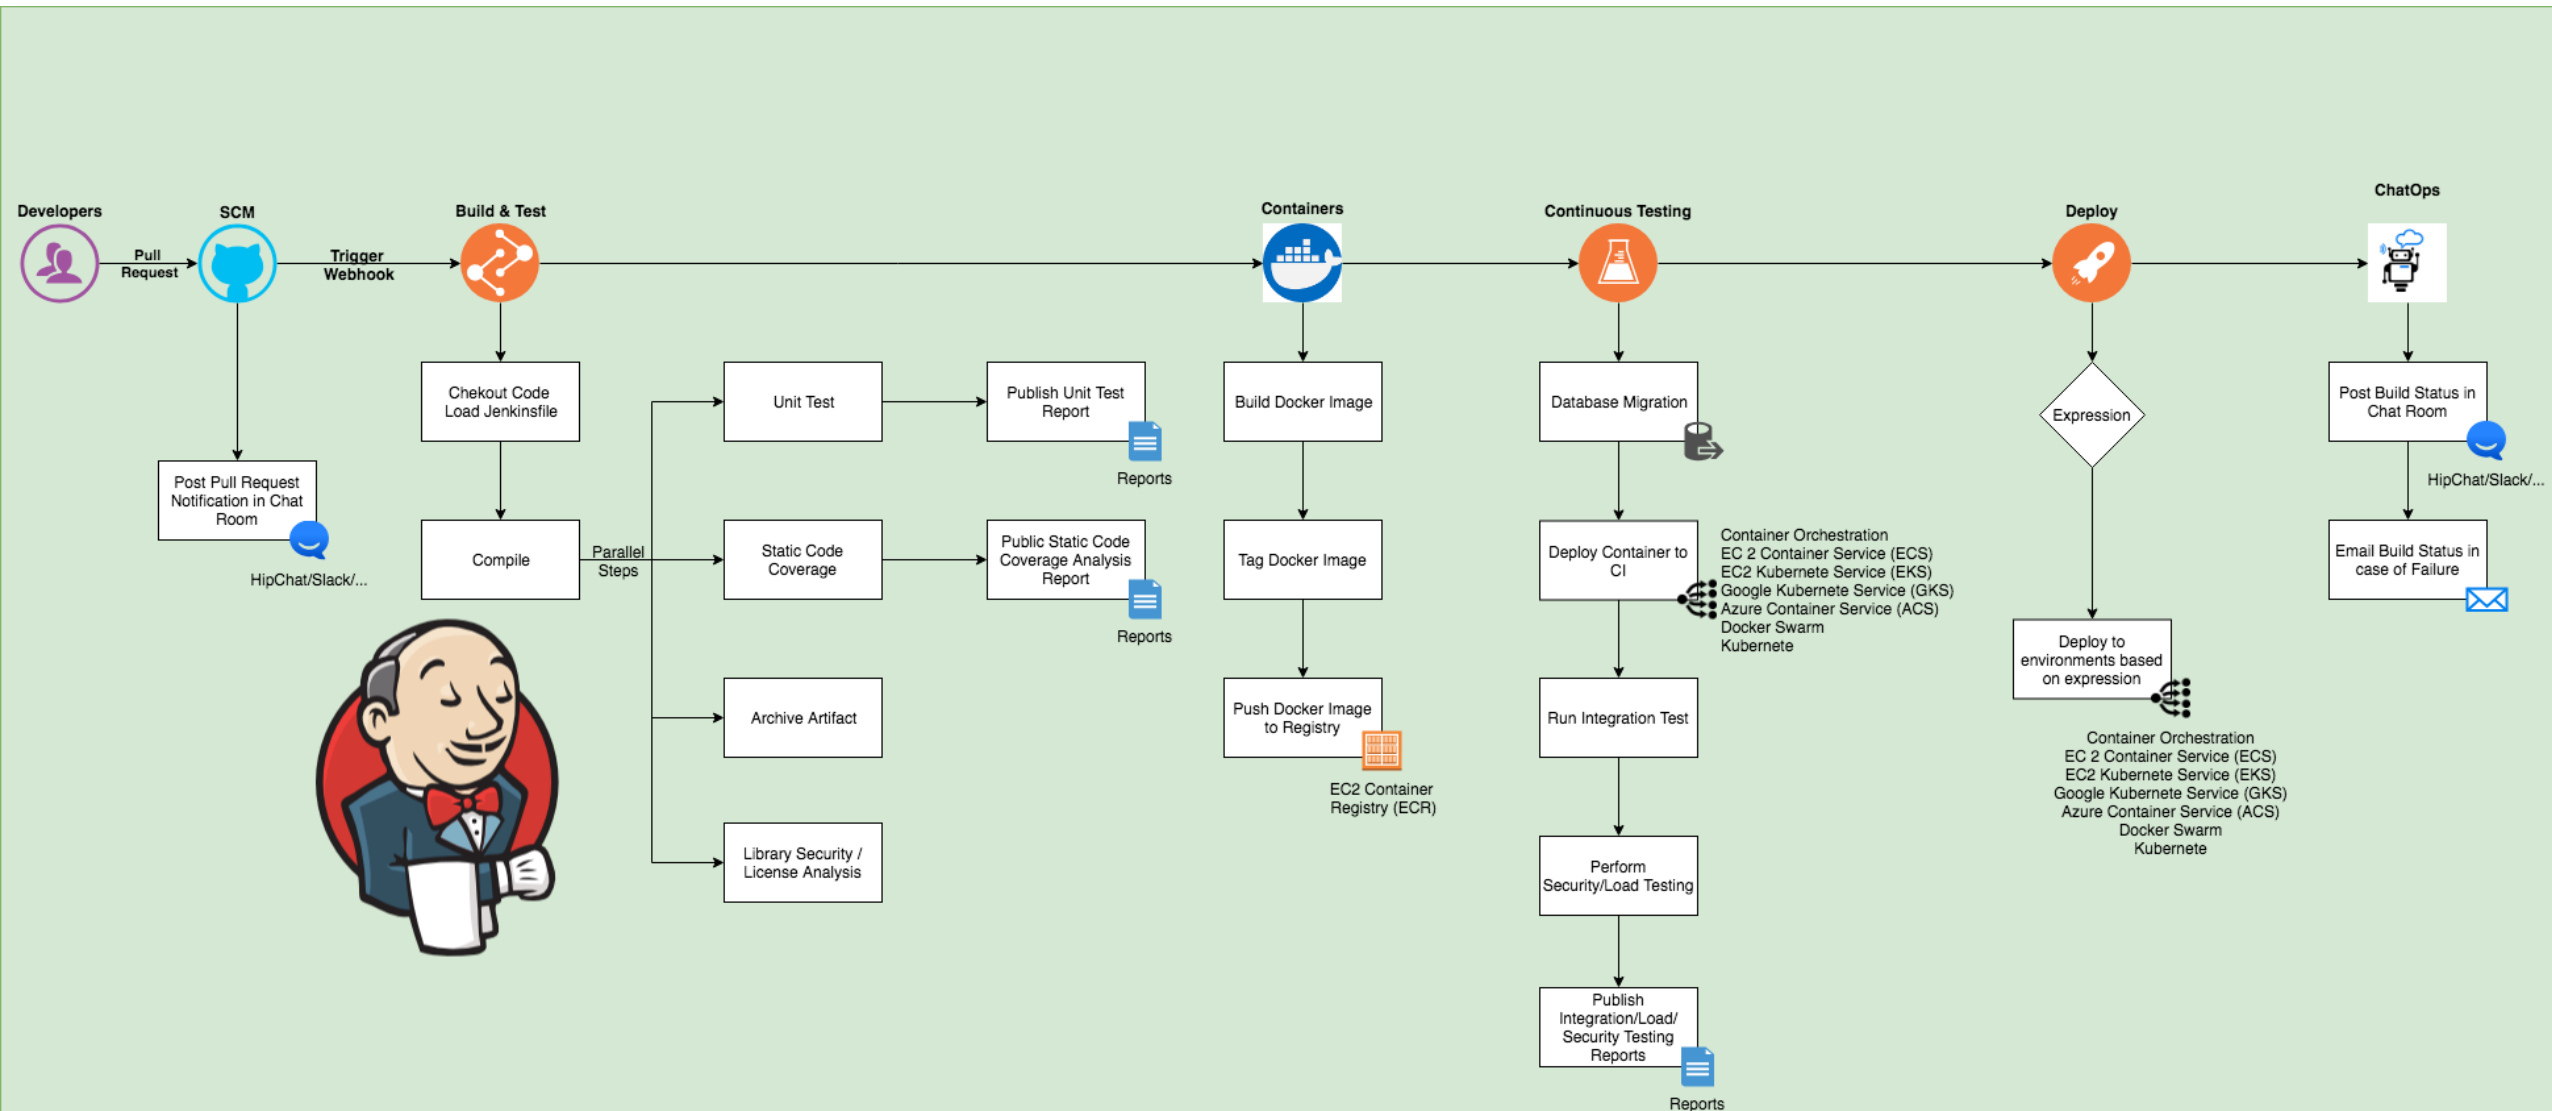 Developers
Pull
Request
SCM
Trigger
Webhook
Build & Test
Containers
Continuous Testing
Deploy
ChatOps
Post Pull Request
Notification in Chat
Room
HipChat/Slack/...
Chekout Code
Load Jenkinsfile
Compile
Parallel
Steps
Unit Test
Publish Unit Test
Report
Reports
Static Code
Coverage
Public Static Code
Coverage Analysis
Report
Reports
Archive Artifact
Library Security /
License Analysis
Build Docker Image
Tag Docker Image
Push Docker Image
to Registry
EC2 Container
Registry (ECR)
Database Migration
Deploy Container to
CI
Container Orchestration
EC 2 Container Service (ECS)
EC2 Kubernete Service (EKS)
Google Kubernete Service (GKS)
Azure Container Service (ACS)
Docker Swarm
Kubernete
Run Integration Test
Perform
Security/Load Testing
Publish
Integration/Load/
Security Testing
Reports
Reports
Expression
Deploy to
environments based
on expression
Container Orchestration
EC 2 Container Service (ECS)
EC2 Kubernete Service (EKS)
Google Kubernete Service (GKS)
Azure Container Service (ACS)
Docker Swarm
Kubernete
Post Build Status in
Chat Room
HipChat/Slack/...
Email Build Status in
case of Failure